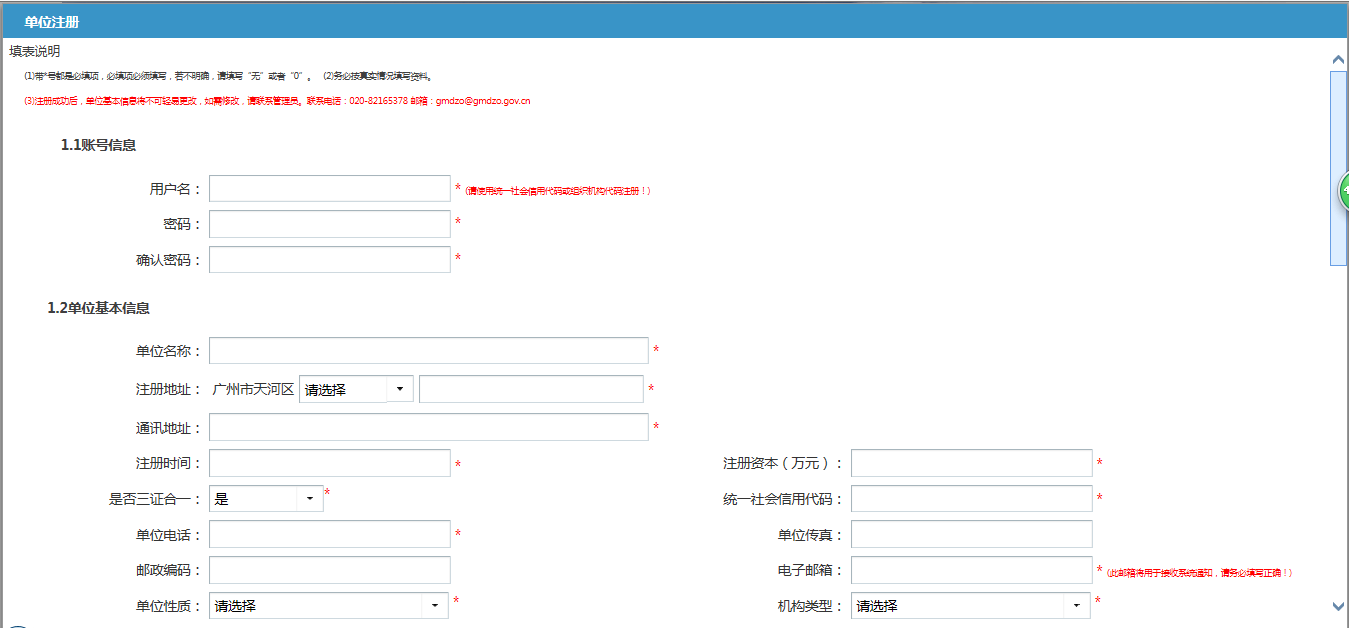 单位注册
填表说明
(1)带*号都是必填项，必填项必须填写，若不明确，请填写“无”或者“0”。 (2)务必按真实情况填写资料。
(3)注册成功后，单位基本信息将不可轻易更改，如需修改，请联系管理员。联系电话：020-82165378 邮箱：gmdzo@gmdzo.gov.cn
1.1账号信息
用户名： * (请使用统一社会信用代码或组织机构代码注册！)
密码： *
确认密码： *
1.2单位基本信息
单位名称： *
注册地址： 广州市天河区 请选择 *
通讯地址： *
注册时间： * 注册资本（万元）： *
是否三证合一： 是 * 统一社会信用代码： *
单位电话： * 单位传真：
邮政编码： 电子邮箱： * (此邮箱将用于接收系统通知，请务必填写正确！)
单位性质： 请选择 * 机构类型： 请选择 *